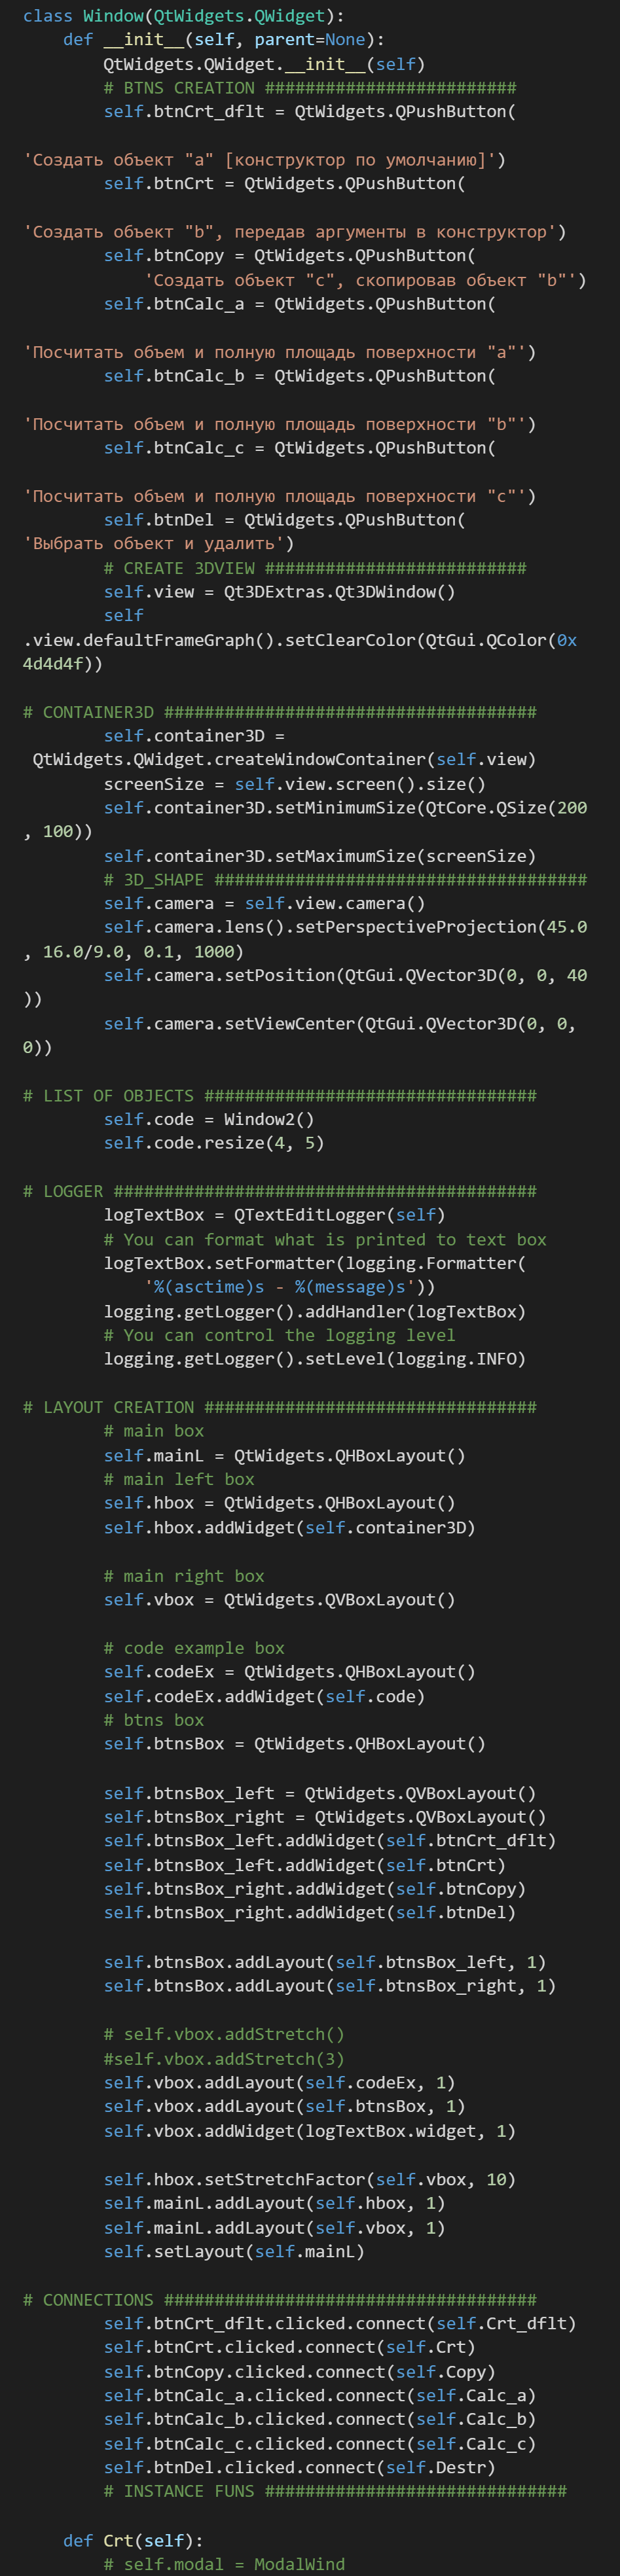 class Window(QtWidgets.QWidget):
    def __init__(self, parent=None):
        QtWidgets.QWidget.__init__(self)
        # BTNS CREATION #########################
        self.btnCrt_dflt = QtWidgets.QPushButton(

'Создать объект "a" [конструктор по умолчанию]')
        self.btnCrt = QtWidgets.QPushButton(

'Создать объект "b", передав аргументы в конструктор')
        self.btnCopy = QtWidgets.QPushButton(
            'Создать объект "c", скопировав объект "b"')
        self.btnCalc_a = QtWidgets.QPushButton(

'Посчитать объем и полную площадь поверхности "a"')
        self.btnCalc_b = QtWidgets.QPushButton(

'Посчитать объем и полную площадь поверхности "b"')
        self.btnCalc_c = QtWidgets.QPushButton(

'Посчитать объем и полную площадь поверхности "c"')
        self.btnDel = QtWidgets.QPushButton(
'Выбрать объект и удалить')
        # CREATE 3DVIEW ##########################
        self.view = Qt3DExtras.Qt3DWindow()
        self
.view.defaultFrameGraph().setClearColor(QtGui.QColor(0x
4d4d4f))

# CONTAINER3D #####################################
        self.container3D =
 QtWidgets.QWidget.createWindowContainer(self.view)
        screenSize = self.view.screen().size()
        self.container3D.setMinimumSize(QtCore.QSize(200
, 100))
        self.container3D.setMaximumSize(screenSize)
        # 3D_SHAPE #####################################
        self.camera = self.view.camera()
        self.camera.lens().setPerspectiveProjection(45.0
, 16.0/9.0, 0.1, 1000)
        self.camera.setPosition(QtGui.QVector3D(0, 0, 40
))
        self.camera.setViewCenter(QtGui.QVector3D(0, 0,
0))

# LIST OF OBJECTS #################################
        self.code = Window2()
        self.code.resize(4, 5)

# LOGGER ##########################################
        logTextBox = QTextEditLogger(self)
        # You can format what is printed to text box
        logTextBox.setFormatter(logging.Formatter(
            '%(asctime)s - %(message)s'))
        logging.getLogger().addHandler(logTextBox)
        # You can control the logging level
        logging.getLogger().setLevel(logging.INFO)

# LAYOUT CREATION #################################
        # main box
        self.mainL = QtWidgets.QHBoxLayout()
        # main left box
        self.hbox = QtWidgets.QHBoxLayout()
        self.hbox.addWidget(self.container3D)

        # main right box
        self.vbox = QtWidgets.QVBoxLayout()

        # code example box
        self.codeEx = QtWidgets.QHBoxLayout()
        self.codeEx.addWidget(self.code)
        # btns box
        self.btnsBox = QtWidgets.QHBoxLayout()

        self.btnsBox_left = QtWidgets.QVBoxLayout()
        self.btnsBox_right = QtWidgets.QVBoxLayout()
        self.btnsBox_left.addWidget(self.btnCrt_dflt)
        self.btnsBox_left.addWidget(self.btnCrt)
        self.btnsBox_right.addWidget(self.btnCopy)
        self.btnsBox_right.addWidget(self.btnDel)

        self.btnsBox.addLayout(self.btnsBox_left, 1)
        self.btnsBox.addLayout(self.btnsBox_right, 1)

        # self.vbox.addStretch()
        #self.vbox.addStretch(3)
        self.vbox.addLayout(self.codeEx, 1)
        self.vbox.addLayout(self.btnsBox, 1)
        self.vbox.addWidget(logTextBox.widget, 1)

        self.hbox.setStretchFactor(self.vbox, 10)
        self.mainL.addLayout(self.hbox, 1)
        self.mainL.addLayout(self.vbox, 1)
        self.setLayout(self.mainL)

# CONNECTIONS #####################################
        self.btnCrt_dflt.clicked.connect(self.Crt_dflt)
        self.btnCrt.clicked.connect(self.Crt)
        self.btnCopy.clicked.connect(self.Copy)
        self.btnCalc_a.clicked.connect(self.Calc_a)
        self.btnCalc_b.clicked.connect(self.Calc_b)
        self.btnCalc_c.clicked.connect(self.Calc_c)
        self.btnDel.clicked.connect(self.Destr)
        # INSTANCE FUNS ##############################

    def Crt(self):
        # self.modal = ModalWind